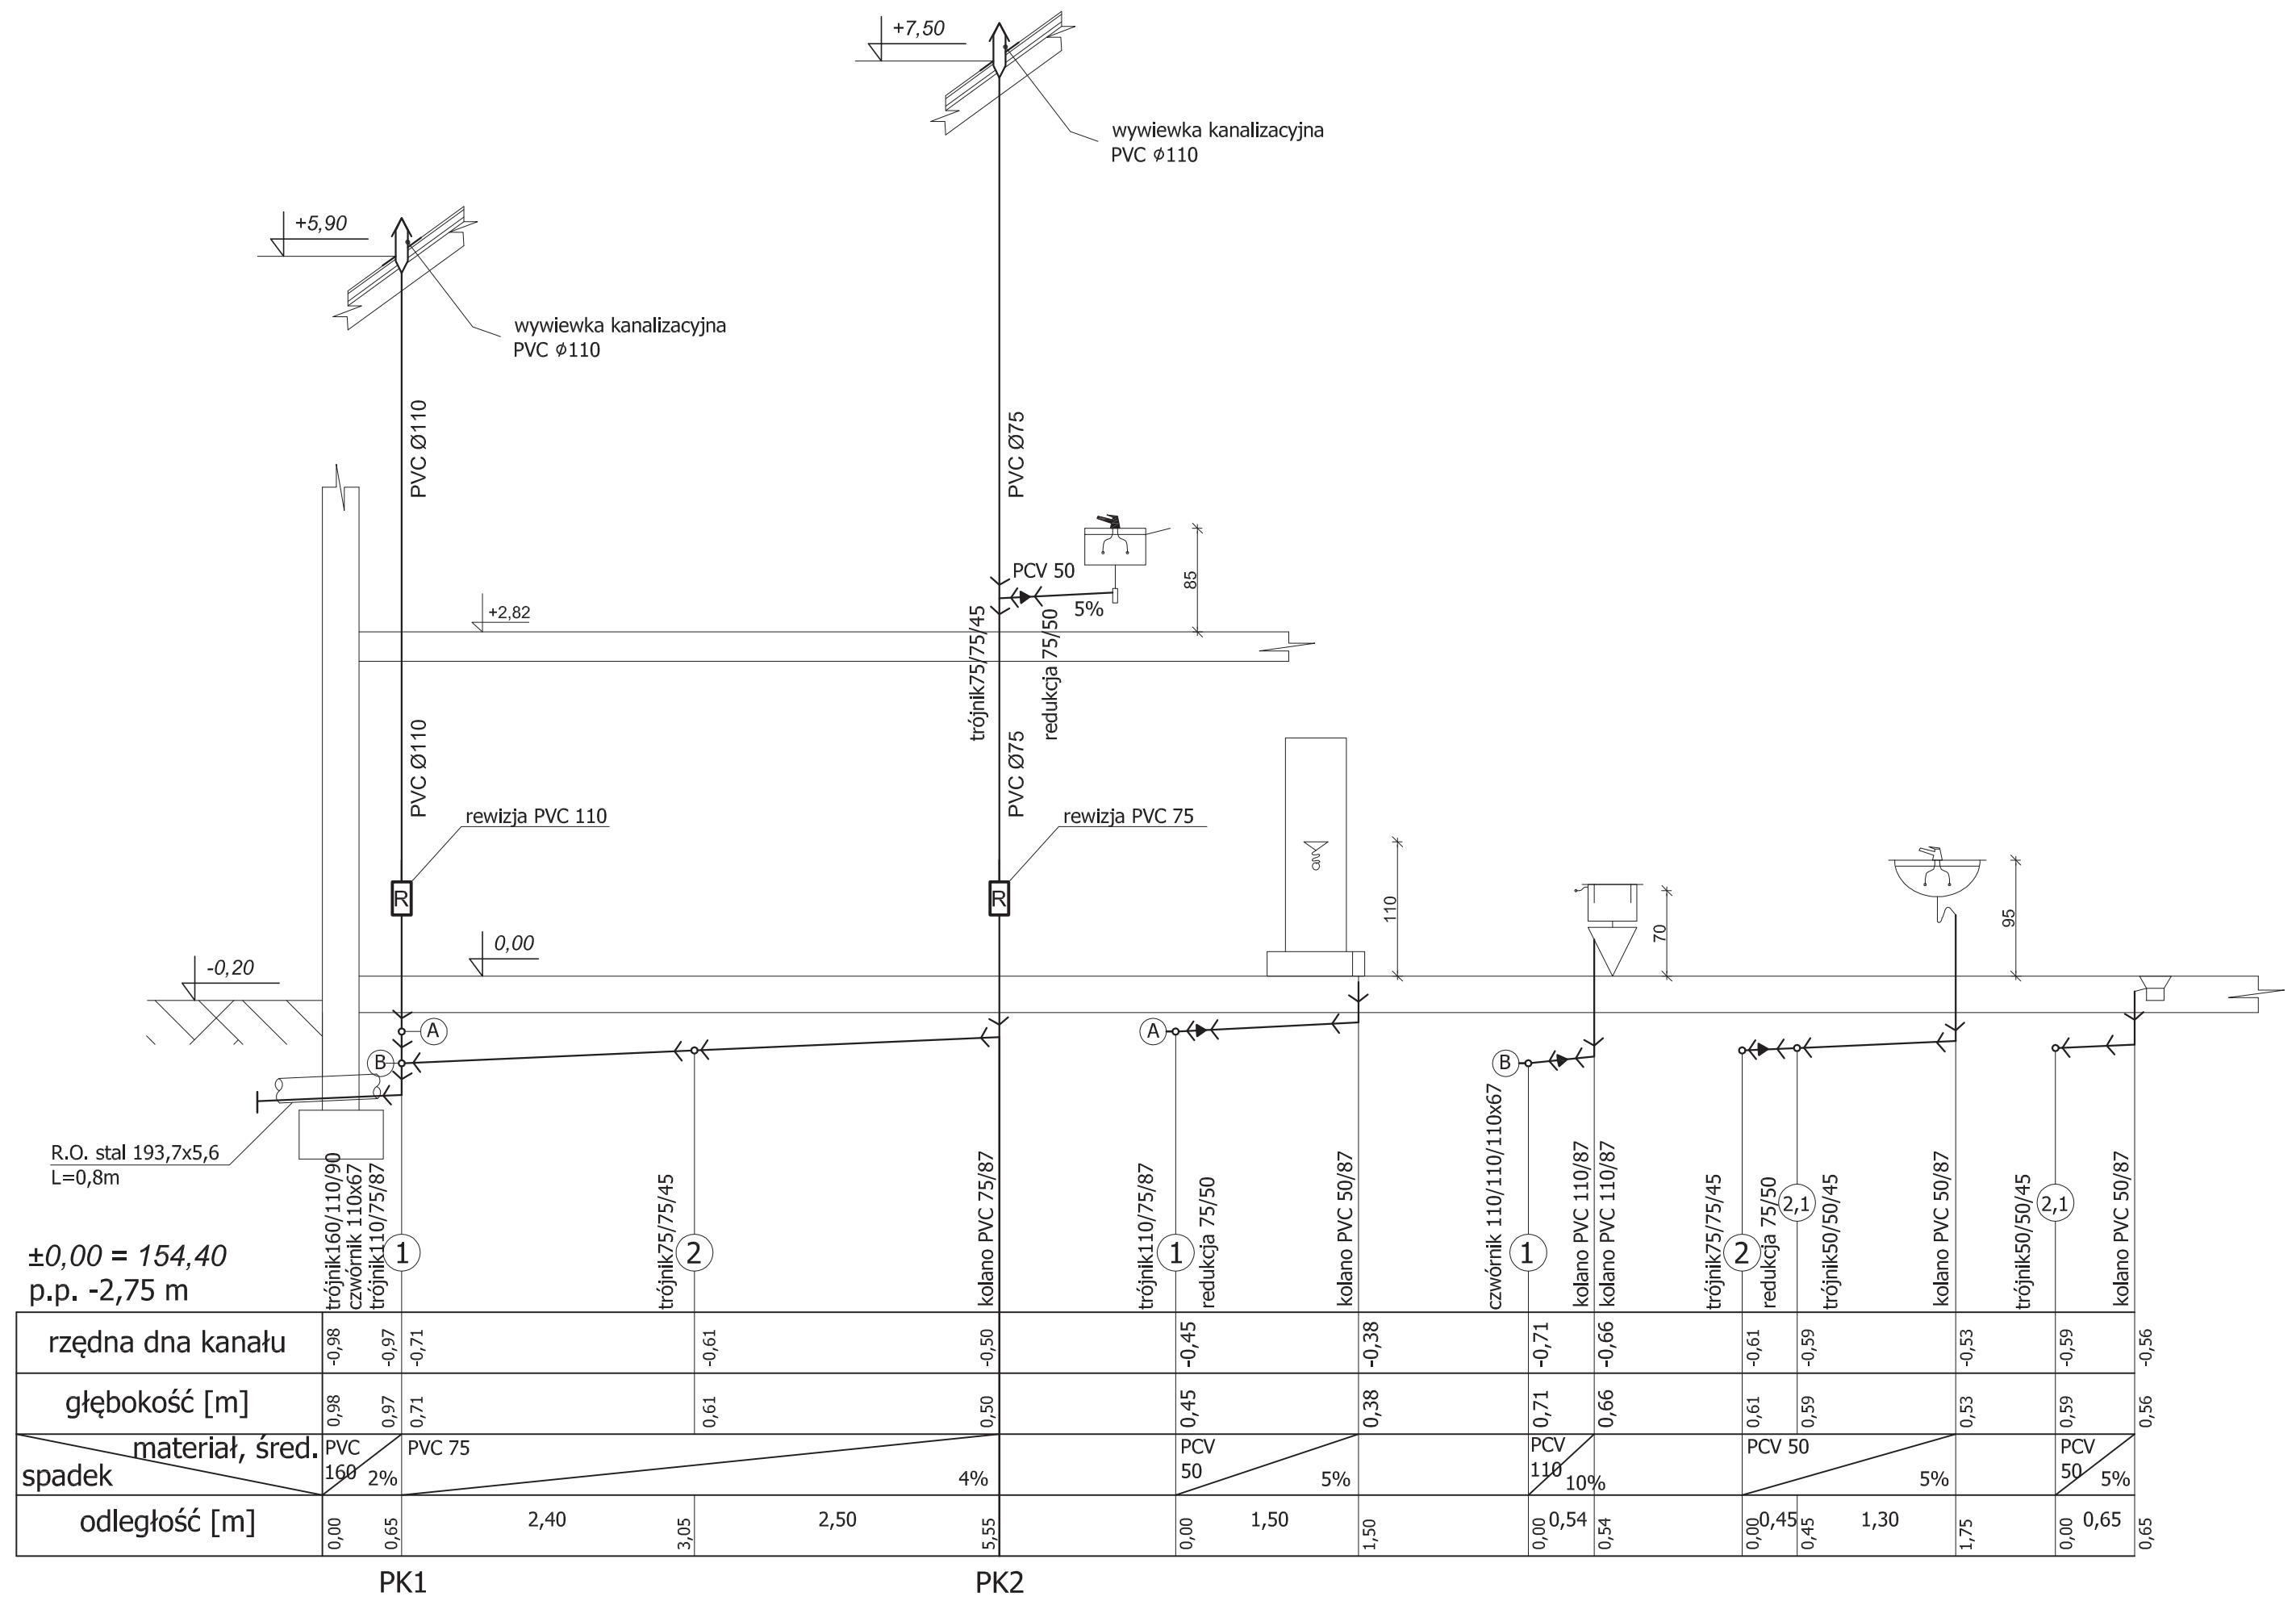 +7,50
wywiewka kanalizacyjna
PVC ϕ110
+5,90
wywiewka kanalizacyjna
PVC ϕ110
PVC Ø110
PVC Ø75
PCV 50
5%
85
+2,82
trójnik75/75/45
redukcja 75/50
PVC Ø110
PVC Ø75
rewizja PVC 110
rewizja PVC 75
R
R
110
70
95
0,00
-0,20
A
B
A
B
R.O. stal 193,7x5,6
L=0,8m
trójnik160/110/90
czwórnik 110x67
trójnik110/75/87
1
trójnik75/75/45
2
kolano PVC 75/87
trójnik110/75/87
1
redukcja 75/50
kolano PVC 50/87
czwórnik 110/110/110x67
1
kolano PVC 110/87
kolano PVC 110/87
trójnik75/75/45
2
redukcja 75/50
2,1
trójnik50/50/45
kolano PVC 50/87
trójnik50/50/45
2,1
kolano PVC 50/87
±0,00 = 154,40
p.p. -2,75 m
rzędna dna kanału
-0,98 -0,97 -0,71 -0,61 -0,50 -0,45 -0,38 -0,71 -0,66 -0,61 -0,59 -0,53 -0,59 -0,56
głębokość [m]
0,98 0,97 0,71 0,61 0,50 0,45 0,38 0,71 0,66 0,61 0,59 0,53 0,59 0,56
materiał, śred.
spadek
PVC
160
2%
PVC 75
4%
PCV
50
5%
PCV
110
10%
PCV 50
5%
PCV
50
5%
odległość [m]
0,00 0,65 2,40 3,05 2,50 5,55 0,00 1,50 1,50 0,00 0,54 0,54 0,00 0,45 0,45 1,30 1,75 0,00 0,65 0,65
PK1
PK2